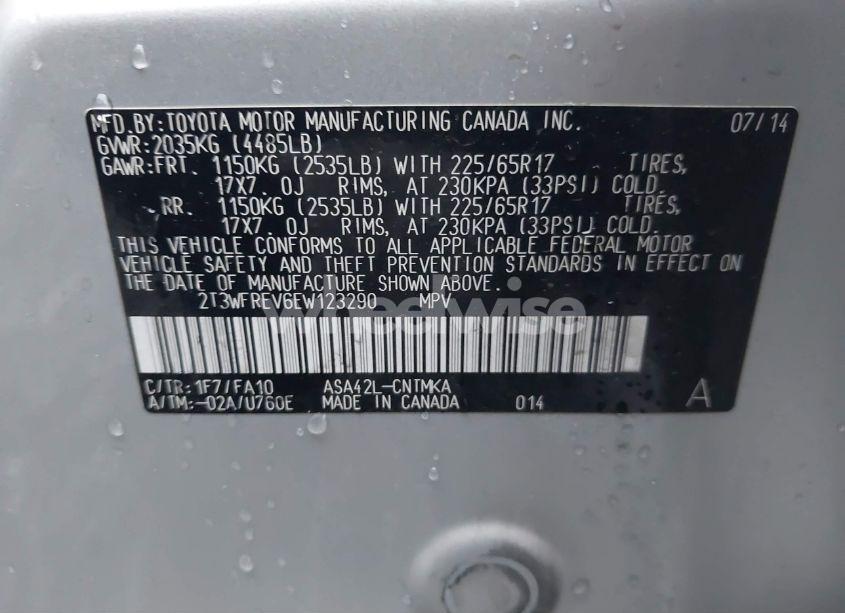 MFD.BY:TOYOTA MOTOR MANUFACTURING CANADA INC. 07/14
GVWR:2035KG (4485LB)
GAWR:FRT. 1150KG (2535LB) WITH 225/65R17 TIRES,
17X7.0J RIMS, AT 230KPA (33PSI) COLD.
RR. 1150KG (2535LB) WITH 225/65R17 TIRES,
17X7.0J RIMS, AT 230KPA (33PSI) COLD.
THIS VEHICLE CONFORMS TO ALL APPLICABLE FEDERAL MOTOR
VEHICLE SAFETY AND THEFT PREVENTION STANDARDS IN EFFECT ON
THE DATE OF MANUFACTURE SHOWN ABOVE.
2T3WFREV6EW123290 MPV
wheelwise
C/TR:1F7/FA10 ASA42L-CNTMKA
A/TM:-02A/U760E MADE IN CANADA 014 A